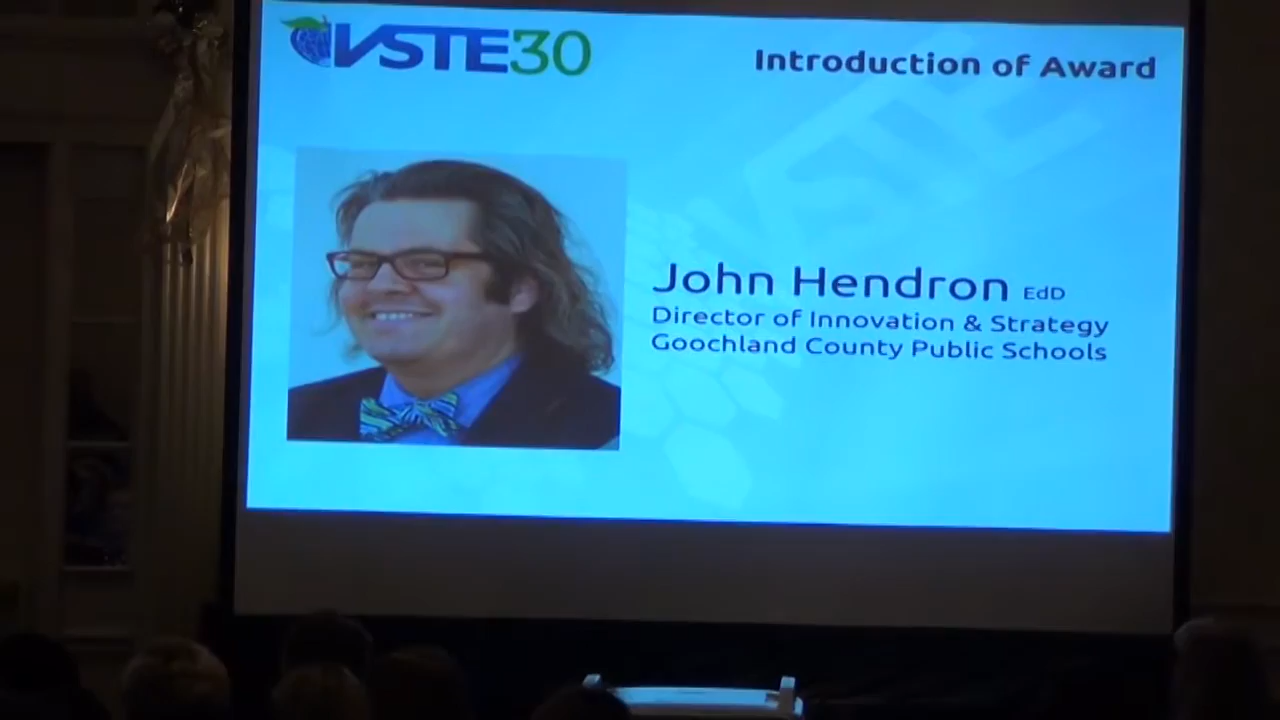 VSTE30
Introduction of Award
John Hendron EdD
Director of Innovation & Strategy
Goochland County Public Schools